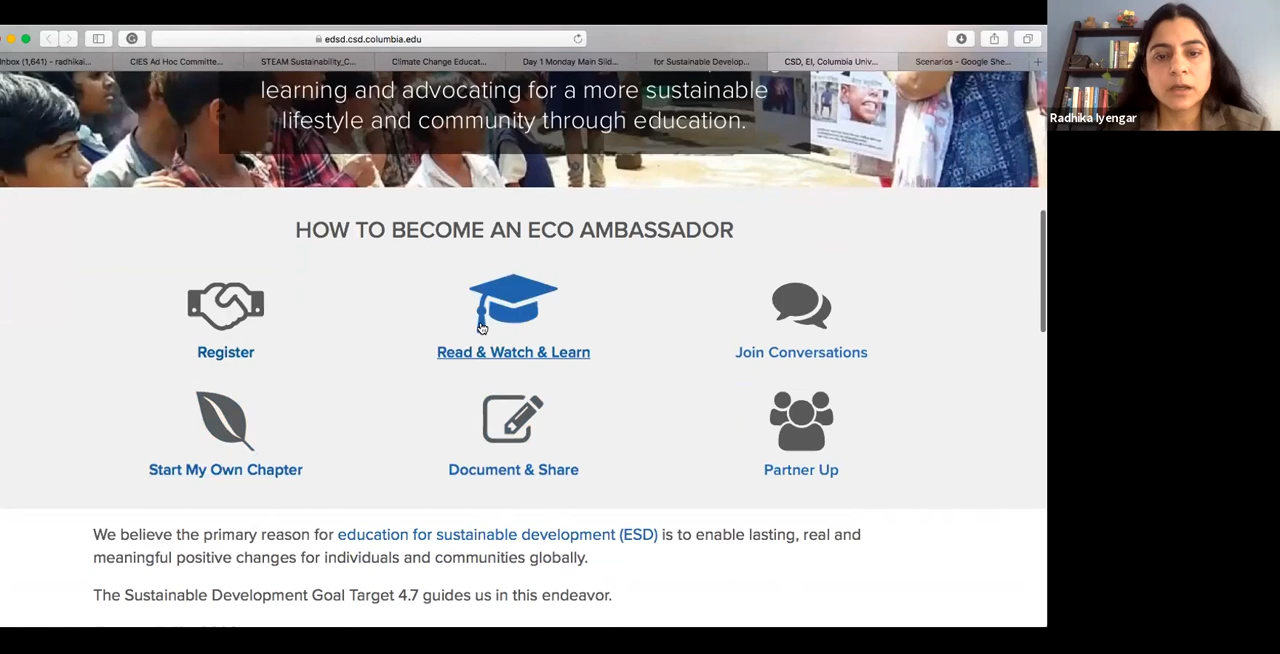 edsd.csd.columbia.edu
Inbox (1,641) - radhikai...
CIES Ad Hoc Committe...
STEAM Sustainability_C...
Climate Change Educat...
Day 1 Monday Main Slid...
for Sustainable Develop...
CSD, EI, Columbia Univ...
Scenarios - Google She...
learning and advocating for a more sustainable
lifestyle and community through education.
Radhika Iyengar
HOW TO BECOME AN ECO AMBASSADOR
Register
Read & Watch & Learn
Join Conversations
Start My Own Chapter
Document & Share
Partner Up
We believe the primary reason for education for sustainable development (ESD) is to enable lasting, real and
meaningful positive changes for individuals and communities globally.
The Sustainable Development Goal Target 4.7 guides us in this endeavor.